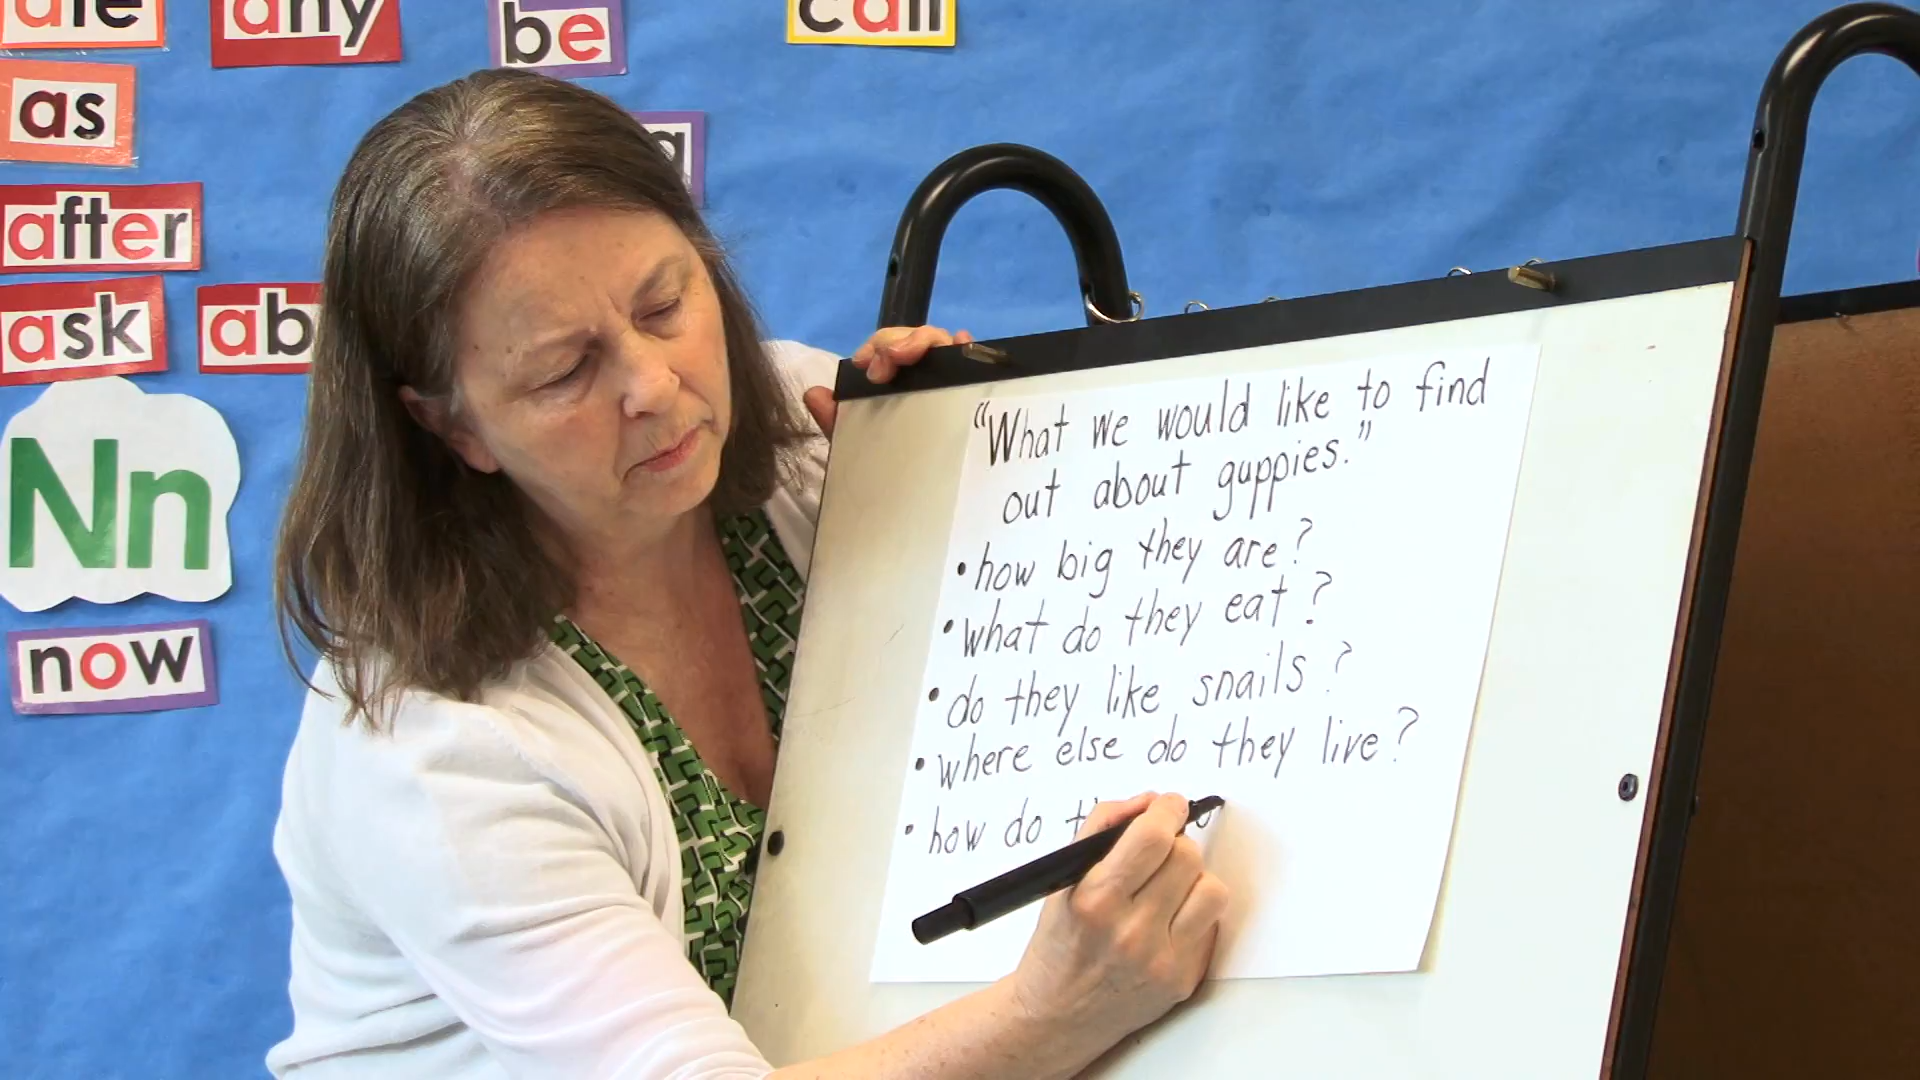 ate
any
be
call
as
after
ask
ab
Nn
now
“What we would like to find
out about guppies.”
•how big they are?
•what do they eat?
•do they like snails?
•where else do they live?
•how do